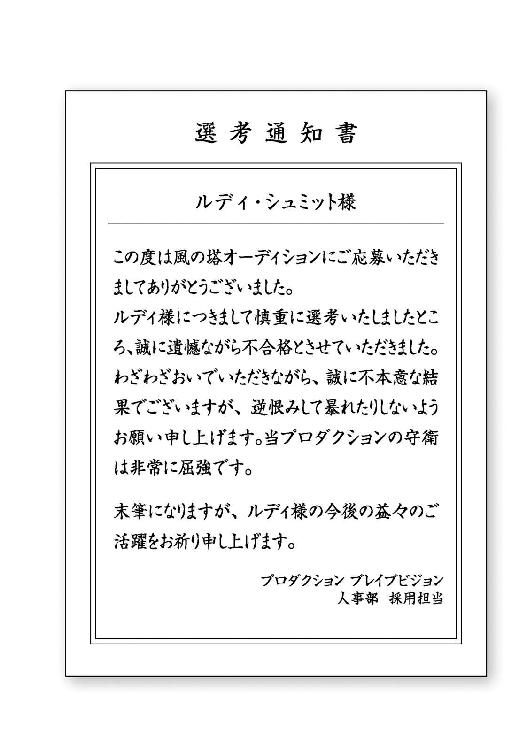 選考通知書
ルディ・シュミット様
この度は風の塔オーディションにご応募いただき
ましてありがとうございました。
ルディ様につきまして慎重に選考いたしましたとこ
ろ、誠に遺憾ながら不合格とさせていただきました。
わざわざおいでいただきながら、誠に不本意な結
果でございますが、逆恨みして暴れたりしないよう
お願い申し上げます。当プロダクションの守衛
は非常に屈強です。
末筆になりますが、ルディ様の今後の益々のご
活躍をお祈り申し上げます。
プロダクション ブレイブビジョン
人事部 採用担当